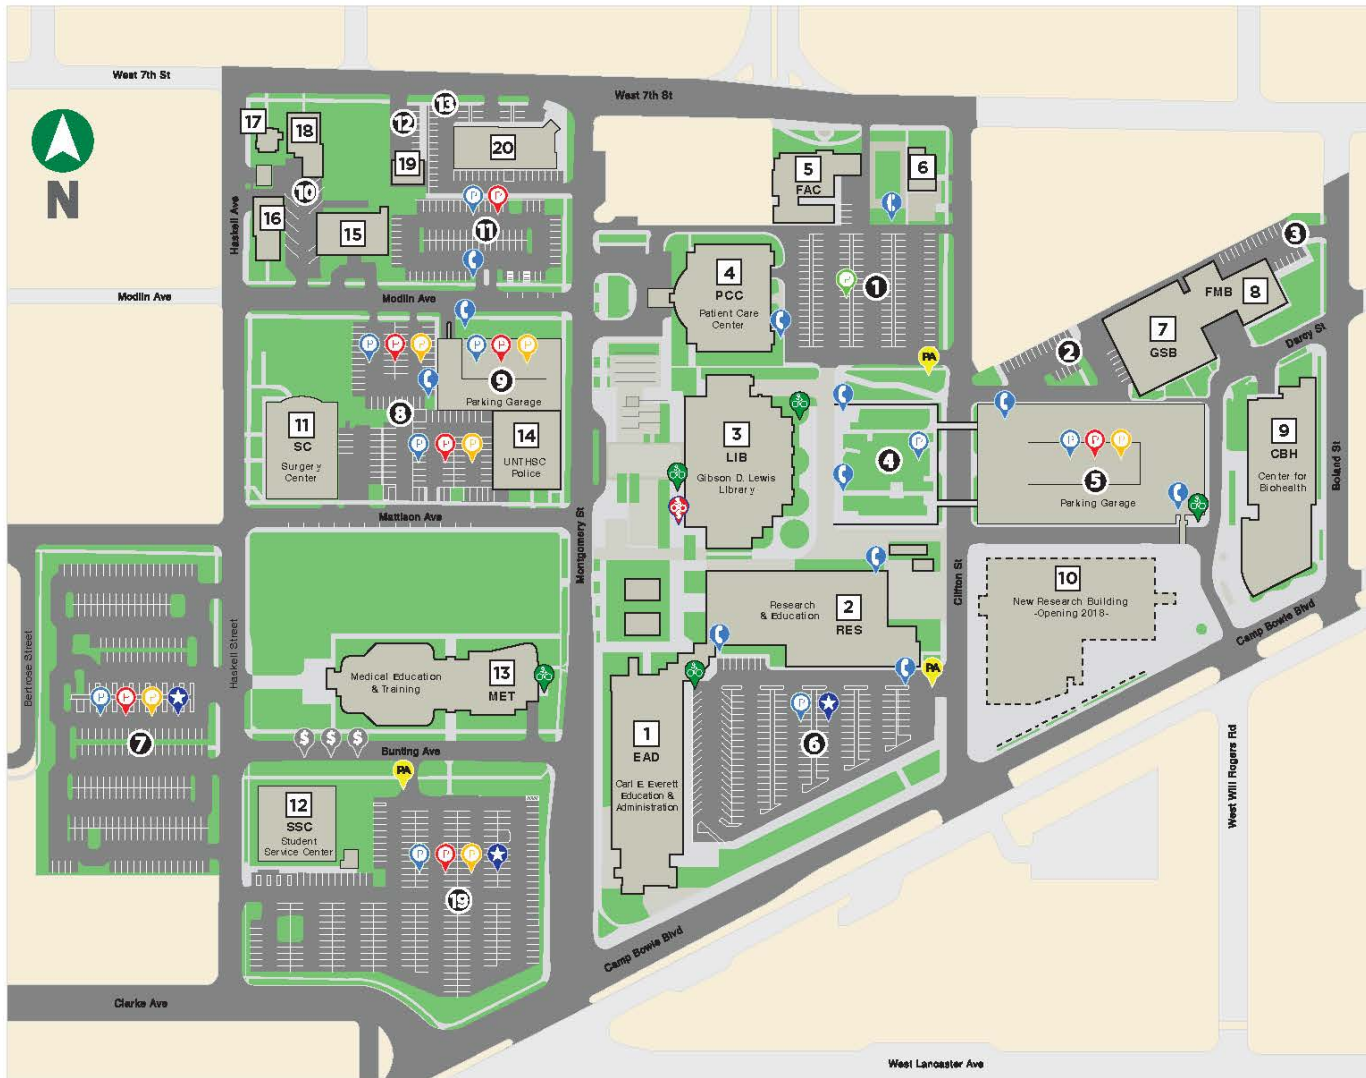 West 7th St
West 7th St
N
Haskell Ave
Modlin Ave
17
18
16
10
15
12
13
19
20
P
P
11
Modlin Ave
5
FAC
6
4
PCC
Patient Care
Center
P
1
PA
3
2
FMB
8
7
GSB
Darcy St
P
P
P
P
P
P
9
Parking Garage
8
11
SC
Surgery
Center
P
P
P
14
UNTHSC
Police
Mattison Ave
Montgomery St
3
LIB
Gibson D. Lewis
Library
P
4
P
P
P
5
Parking Garage
9
CBH
Center for
Biohealth
Boland St
Clifton St
10
New Research Building
-Opening 2018-
Camp Bowie Blvd
Research
& Education
2
RES
PA
Bertrose Street
Haskell Street
P
P
P
7
Medical Education
& Training
13
MET
$
$
$
Bunting Ave
PA
P
6
1
EAD
Carl E. Everett
Education &
Administration
12
SSC
Student
Service Center
P
P
P
19
Camp Bowie Blvd
West Will Rogers Rd
Clarke Ave
West Lancaster Ave